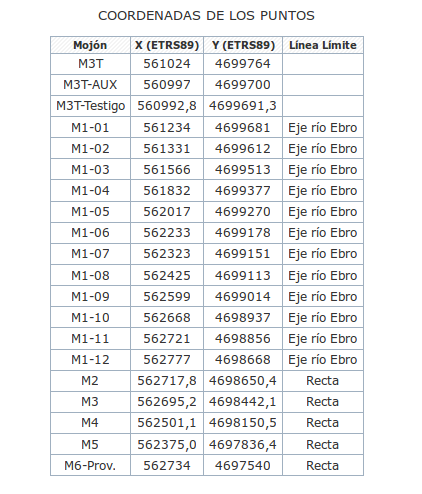 COORDENADAS DE LOS PUNTOS
Mojón X (ETRS89) Y (ETRS89) Línea Límite
M3T 561024 4699764
M3T-AUX 560997 4699700
M3T-Testigo 560992,8 4699691,3
M1-01 561234 4699681 Eje río Ebro
M1-02 561331 4699612 Eje río Ebro
M1-03 561566 4699513 Eje río Ebro
M1-04 561832 4699377 Eje río Ebro
M1-05 562017 4699270 Eje río Ebro
M1-06 562233 4699178 Eje río Ebro
M1-07 562323 4699151 Eje río Ebro
M1-08 562425 4699113 Eje río Ebro
M1-09 562599 4699014 Eje río Ebro
M1-10 562668 4698937 Eje río Ebro
M1-11 562721 4698856 Eje río Ebro
M1-12 562777 4698668 Eje río Ebro
M2 562717,8 4698650,4 Recta
M3 562695,2 4698442,1 Recta
M4 562501,1 4698150,5 Recta
M5 562375,0 4697836,4 Recta
M6-Prov. 562734 4697540 Recta